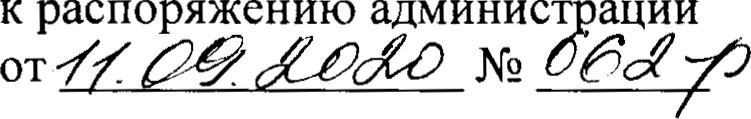 к распоряжению администрации
от 11.09.2020 № 062-р